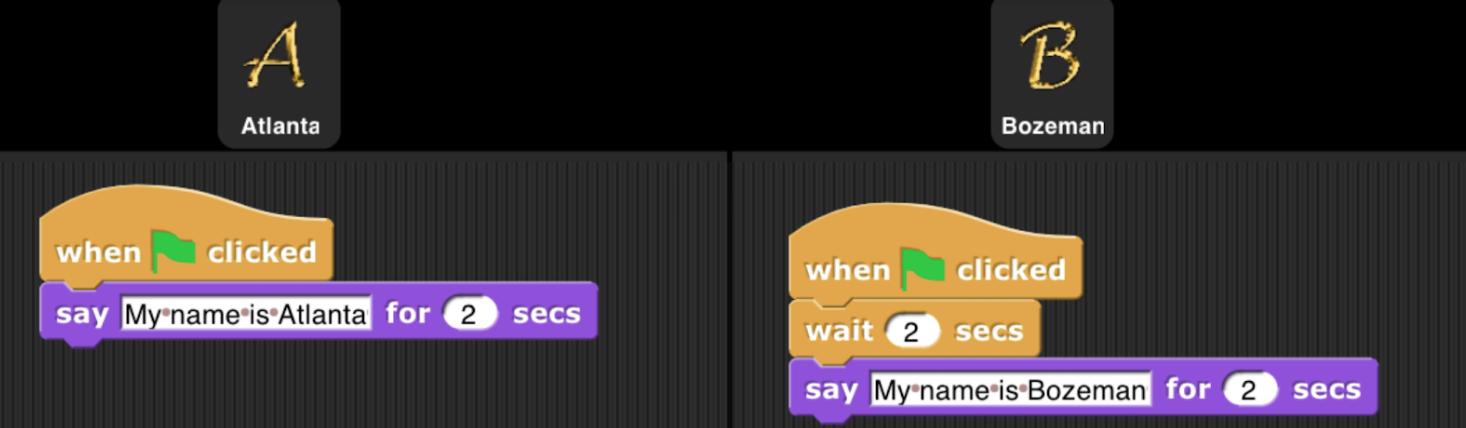 A
Atlanta
when clicked
say My name is Atlanta for 2 secs
B
Bozeman
when clicked
wait 2 secs
say My name is Bozeman for 2 secs